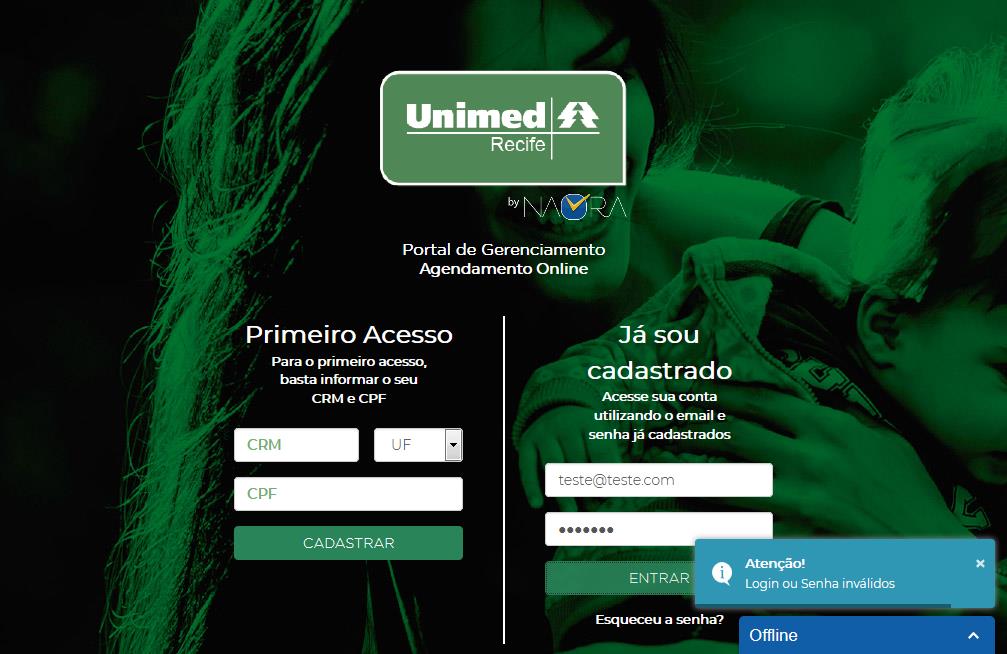 Unimed
Recife
by NAORA
Portal de Gerenciamento
Agendamento Online
Primeiro Acesso
Para o primeiro acesso,
basta informar o seu
CRM e CPF
CRM
UF
CPF
CADASTRAR
Já sou
cadastrado
Acesse sua conta
utilizando o email e
senha já cadastrados
teste@teste.com
•••••••
ENTRAR
Esqueceu a senha?
Atenção!
×
Login ou Senha inválidos
Offline